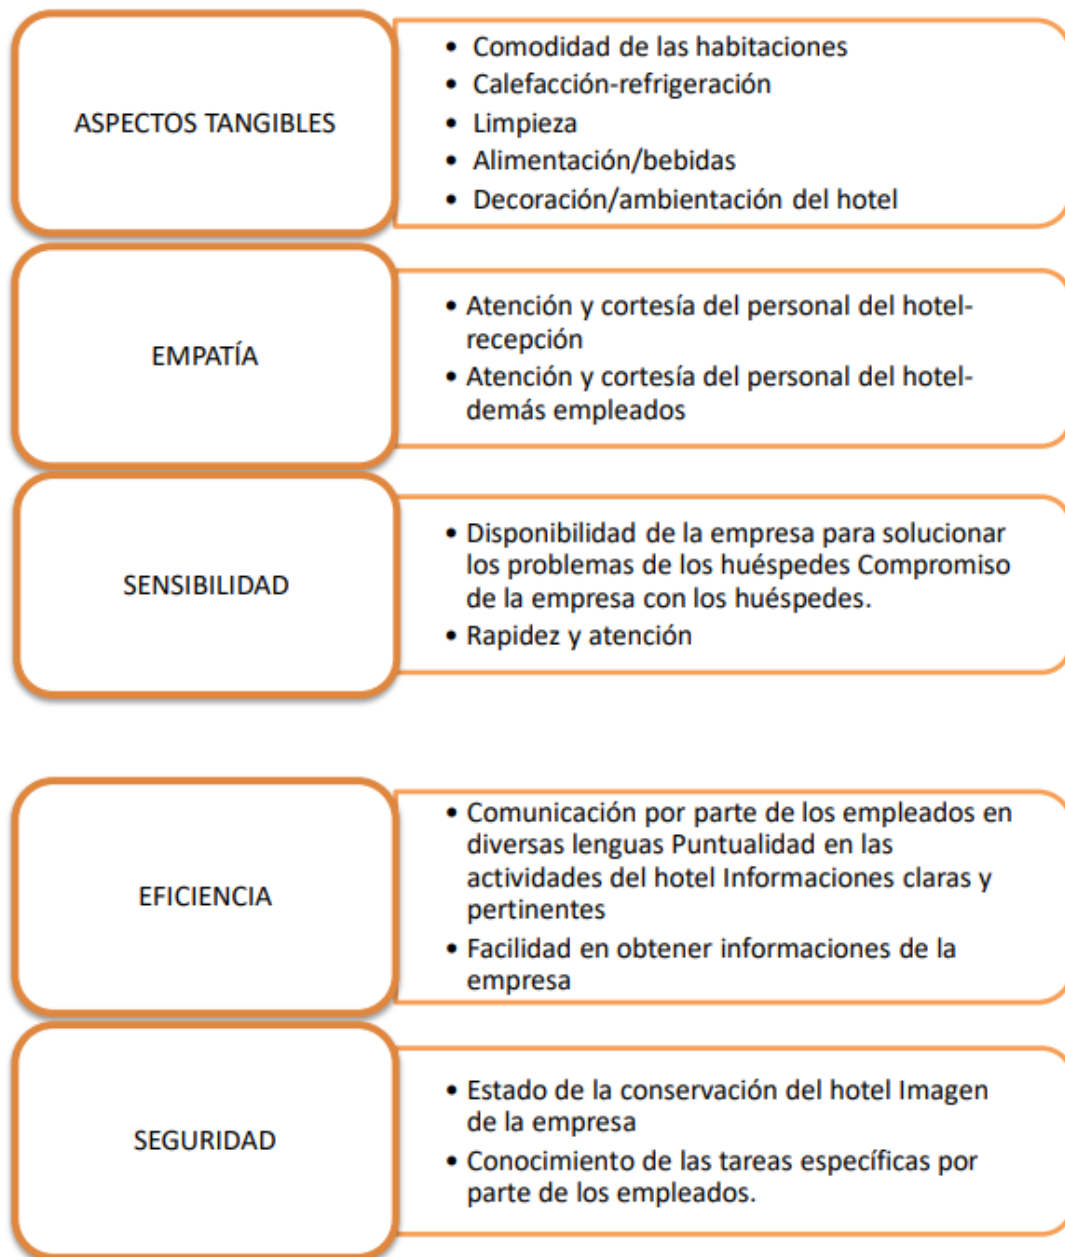 ASPECTOS TANGIBLES
• Comodidad de las habitaciones
• Calefacción-refrigeración
• Limpieza
• Alimentación/bebidas
• Decoración/ambientación del hotel
EMPATÍA
• Atención y cortesía del personal del hotel-
recepción
• Atención y cortesía del personal del hotel-
demás empleados
SENSIBILIDAD
• Disponibilidad de la empresa para solucionar
los problemas de los huéspedes Compromiso
de la empresa con los huéspedes.
• Rapidez y atención
EFICIENCIA
• Comunicación por parte de los empleados en
diversas lenguas Puntualidad en las
actividades del hotel Informaciones claras y
pertinentes
• Facilidad en obtener informaciones de la
empresa
SEGURIDAD
• Estado de la conservación del hotel Imagen
de la empresa
• Conocimiento de las tareas específicas por
parte de los empleados.